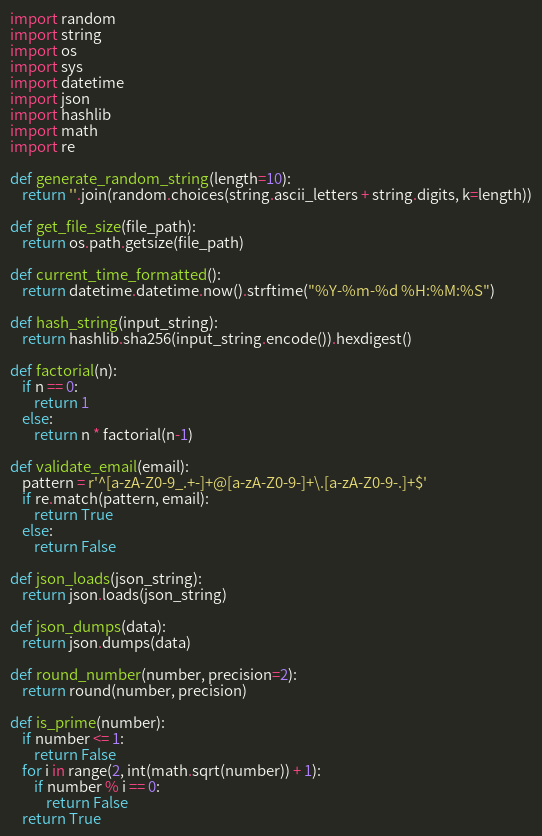 import random
import string
import os
import sys
import datetime
import json
import hashlib
import math
import re

def generate_random_string(length=10):
    return ''.join(random.choices(string.ascii_letters + string.digits, k=length))

def get_file_size(file_path):
    return os.path.getsize(file_path)

def current_time_formatted():
    return datetime.datetime.now().strftime("%Y-%m-%d %H:%M:%S")

def hash_string(input_string):
    return hashlib.sha256(input_string.encode()).hexdigest()

def factorial(n):
    if n == 0:
        return 1
    else:
        return n * factorial(n-1)

def validate_email(email):
    pattern = r'^[a-zA-Z0-9_.+-]+@[a-zA-Z0-9-]+\.[a-zA-Z0-9-.]+$'
    if re.match(pattern, email):
        return True
    else:
        return False

def json_loads(json_string):
    return json.loads(json_string)

def json_dumps(data):
    return json.dumps(data)

def round_number(number, precision=2):
    return round(number, precision)

def is_prime(number):
    if number <= 1:
        return False
    for i in range(2, int(math.sqrt(number)) + 1):
        if number % i == 0:
            return False
    return True